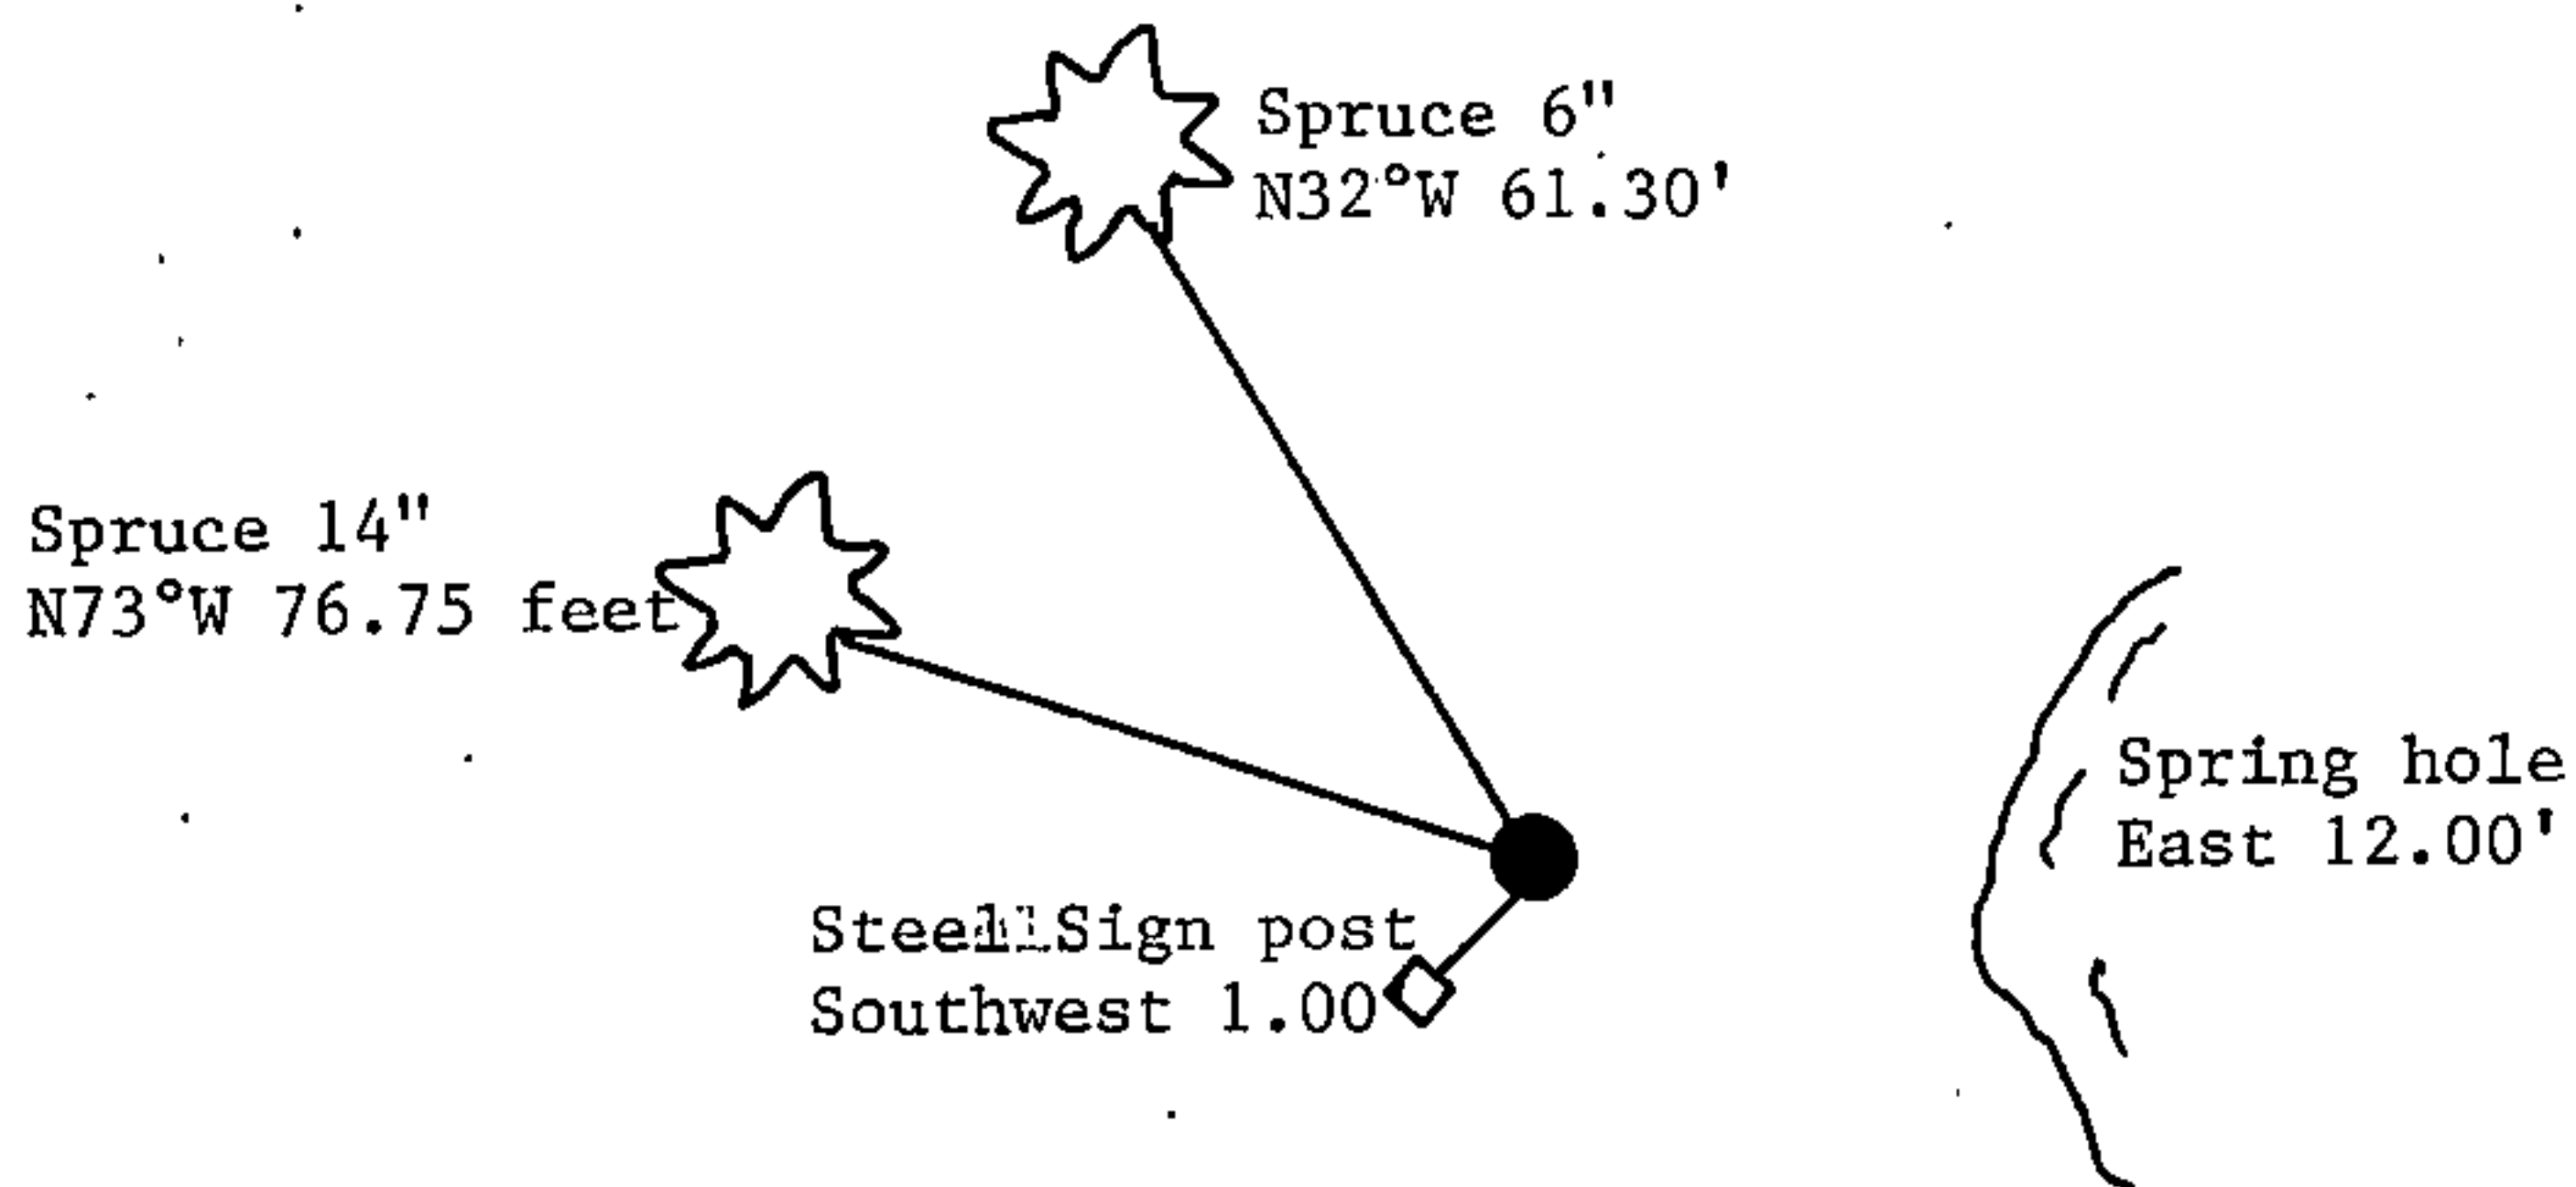 Spruce 6"
N32°W 61.30'
Spruce 14"
N73°W 76.75 feet
Spring hole
East 12.00'
Steel Sign post
Southwest 1.00